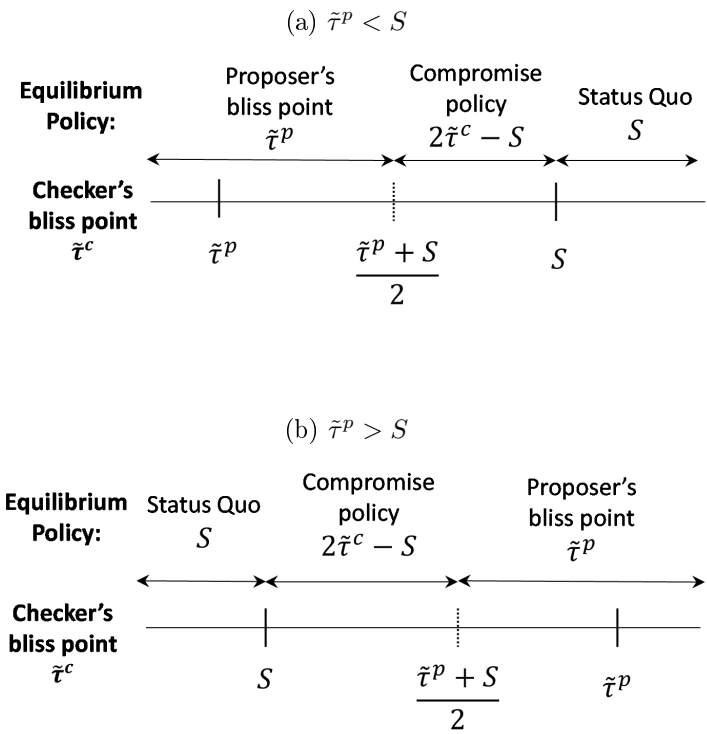 (a) τ̃ᵖ < S
Equilibrium
Policy:
Proposer's
bliss point
τ̃ᵖ
Compromise
policy
2τ̃ᶜ − S
Status Quo
S
Checker's
bliss point
τ̃ᶜ
τ̃ᵖ
τ̃ᵖ + S
2
S
(b) τ̃ᵖ > S
Equilibrium
Policy:
Status Quo
S
Compromise
policy
2τ̃ᶜ − S
Proposer's
bliss point
τ̃ᵖ
Checker's
bliss point
τ̃ᶜ
S
τ̃ᵖ + S
2
τ̃ᵖ